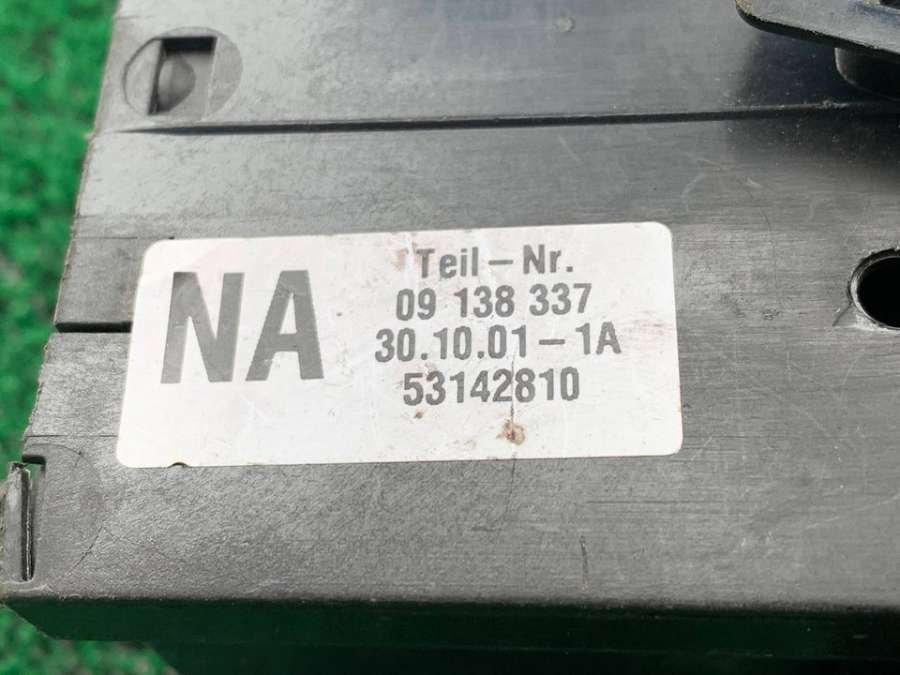 NA
Teil – Nr.
09 138 337
30.10.01 – 1A
53142810